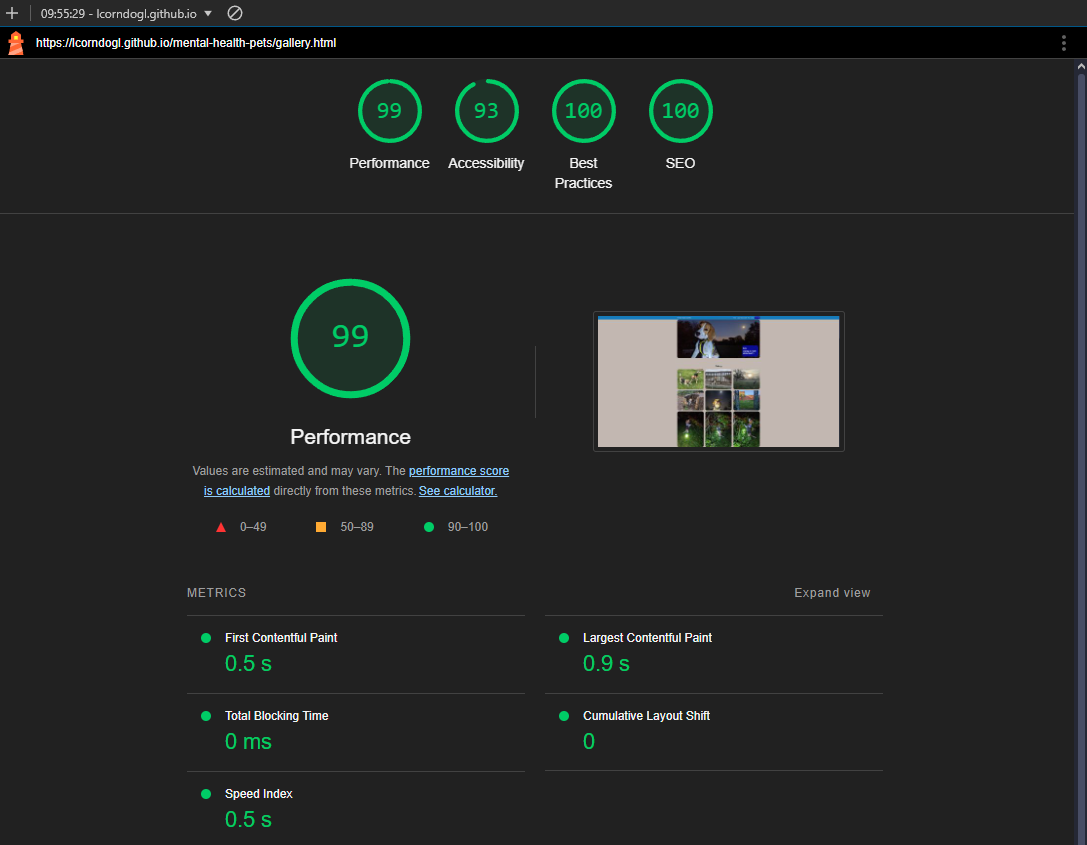 09:55:29 - lcorndogl.github.io
https://lcorndogl.github.io/mental-health-pets/gallery.html
99
93
100
100
Performance
Accessibility
Best
Practices
SEO
99
Performance
Values are estimated and may vary. The performance score
is calculated directly from these metrics. See calculator.
0–49
50–89
90–100
METRICS
Expand view
First Contentful Paint
0.5 s
Largest Contentful Paint
0.9 s
Total Blocking Time
0 ms
Cumulative Layout Shift
0
Speed Index
0.5 s